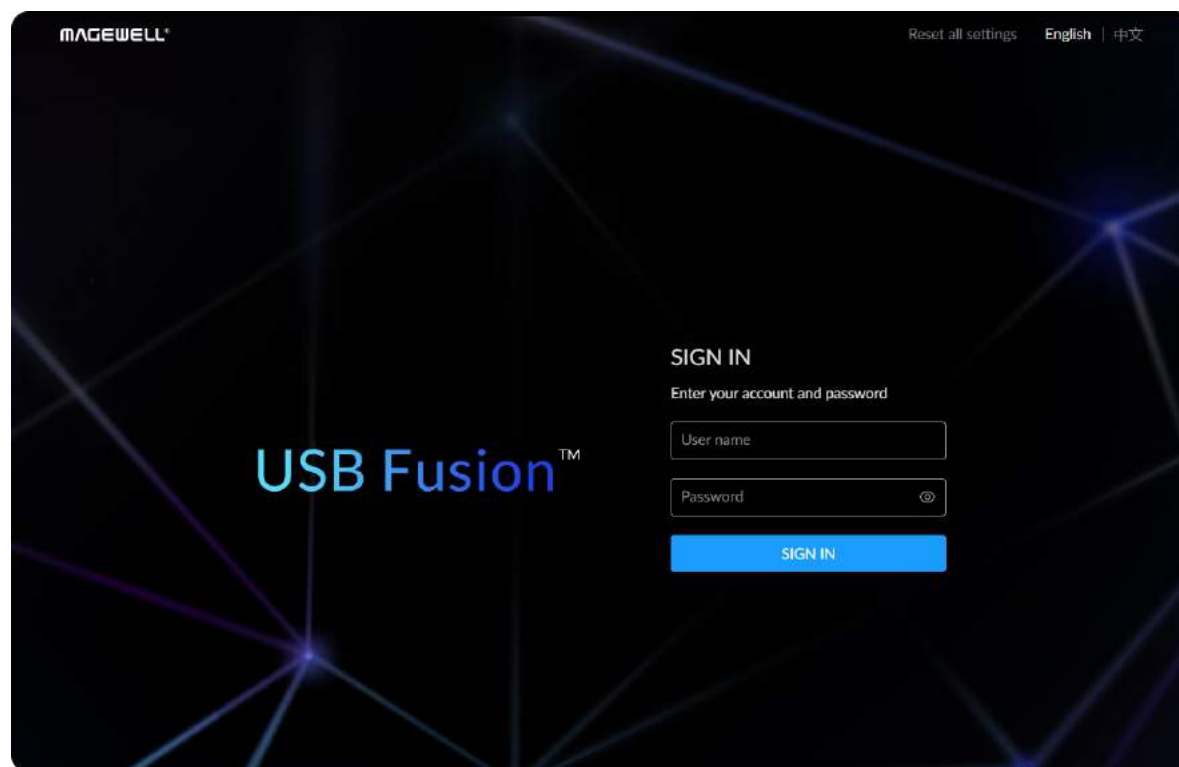 MAGEWELL®
Reset all settings English | 中文
SIGN IN
Enter your account and password
User name
USB Fusion™
Password
SIGN IN